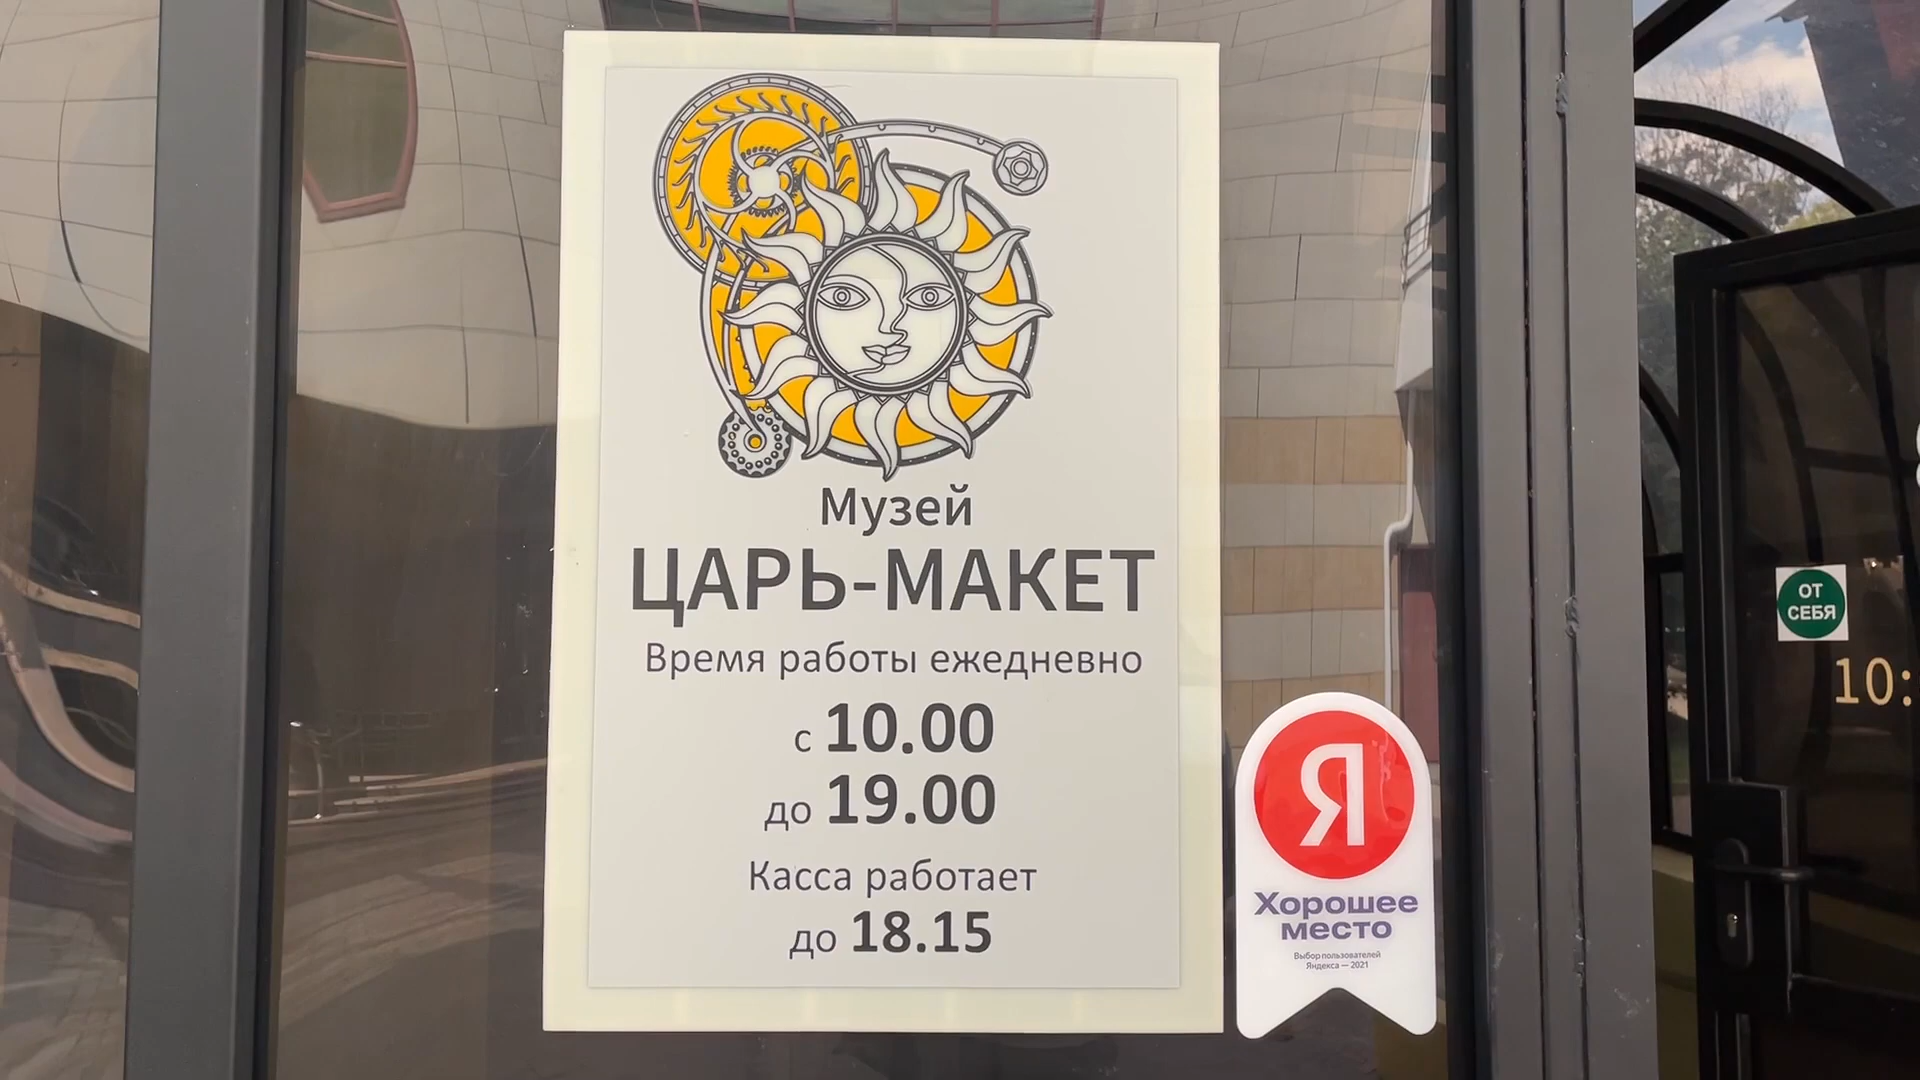 Музей
ЦАРЬ-МАКЕТ
Время работы ежедневно
с 10.00
до 19.00
Касса работает
до 18.15
Я
Хорошее
место
Выбор пользователей
Яндекса — 2021
ОТ
СЕБЯ
10: